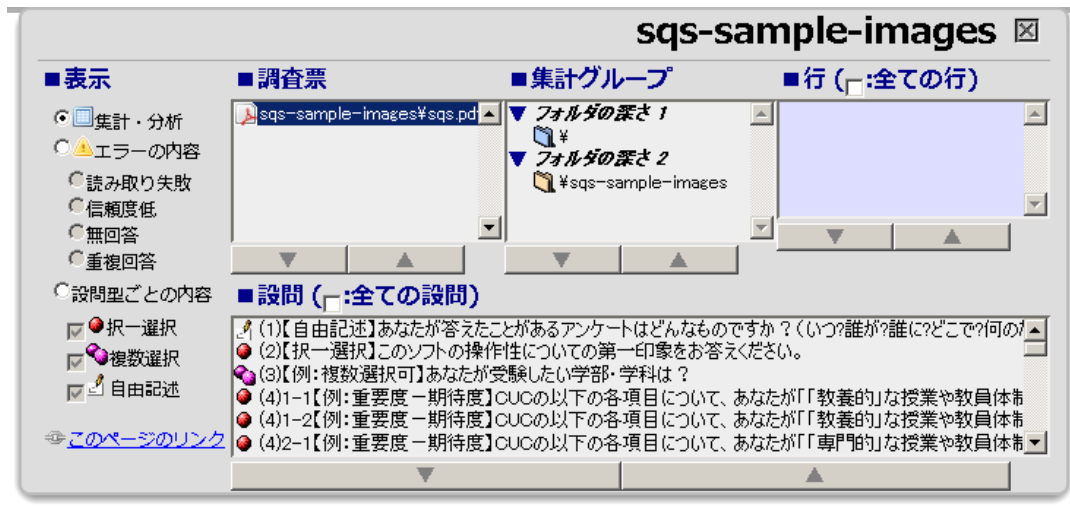 sqs-sample-images
■表示
集計・分析
エラーの内容
読み取り失敗
信頼度低
無回答
重複回答
設問型ごとの内容
択一選択
複数選択
自由記述
このページのリンク
■調査票
sqs-sample-images¥sqs.pd
■集計グループ
▼ フォルダの深さ 1
¥
▼ フォルダの深さ 2
¥sqs-sample-images
■行 (:全ての行)
▼ ▲
▼ ▲
▼ ▲
■設問 (:全ての設問)
(1)【自由記述】あなたが答えたことがあるアンケートはどんなものですか？(いつ?誰が?誰に?どこで?何の
(2)【択一選択】このソフトの操作性についての第一印象をお答えください。
(3)【例：複数選択可】あなたが受験したい学部・学科は？
(4)1-1【例：重要度－期待度】CUCの以下の各項目について、あなたが「「教養的」な授業や教員体制
(4)1-2【例：重要度－期待度】CUCの以下の各項目について、あなたが「「教養的」な授業や教員体制
(4)2-1【例：重要度－期待度】CUCの以下の各項目について、あなたが「「専門的」な授業や教員体制
▼ ▲